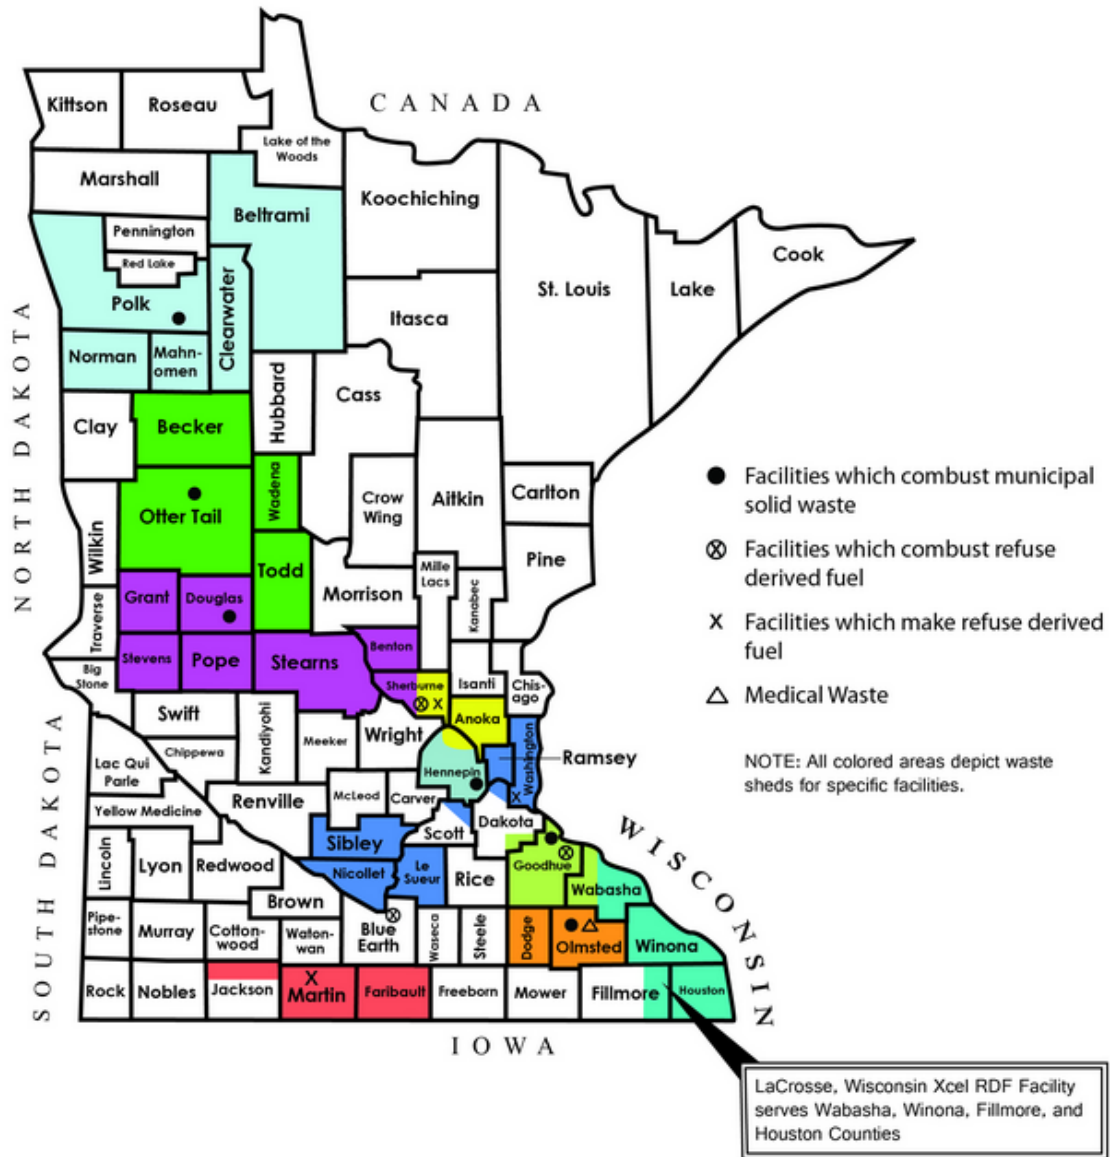 CANADA
Kittson
Roseau
Lake of the
Woods
Marshall
Koochiching
Beltrami
Pennington
Red Lake
Cook
Polk
Clearwater
St. Louis
Lake
Itasca
NORTH DAKOTA
Norman
Mahn-
omen
Hubbard
Cass
Clay
Becker
Wadena
Crow
Wing
Aitkin
Carlton
Otter Tail
Wilkin
Pine
Todd
Mille
Lacs
Kanabec
Morrison
Grant
Douglas
Traverse
Benton
Stevens
Pope
Stearns
Big
Stone
Sherburne
Isanti
Chis-
ago
X
Anoka
Swift
Kandiyohi
Meeker
Wright
Washington
Ramsey
Chippewa
Lac Qui
Parle
Hennepin
Renville
McLeod
Carver
X
Yellow Medicine
Dakota
Scott
Sibley
SOUTH DAKOTA
Lincoln
Lyon
Redwood
Nicollet
Le
Sueur
Rice
Goodhue
Wabasha
Brown
WISCONSIN
Pipe-
stone
Murray
Cotton-
wood
Waton-
wan
Blue
Earth
Waseca
Steele
Dodge
Olmsted
Winona
Rock
Nobles
Jackson
X
Martin
Faribault
Freeborn
Mower
Fillmore
Houston
IOWA
Facilities which combust municipal
solid waste
Facilities which combust refuse
derived fuel
X Facilities which make refuse derived
fuel
Medical Waste
NOTE: All colored areas depict waste
sheds for specific facilities.
LaCrosse, Wisconsin Xcel RDF Facility
serves Wabasha, Winona, Fillmore, and
Houston Counties